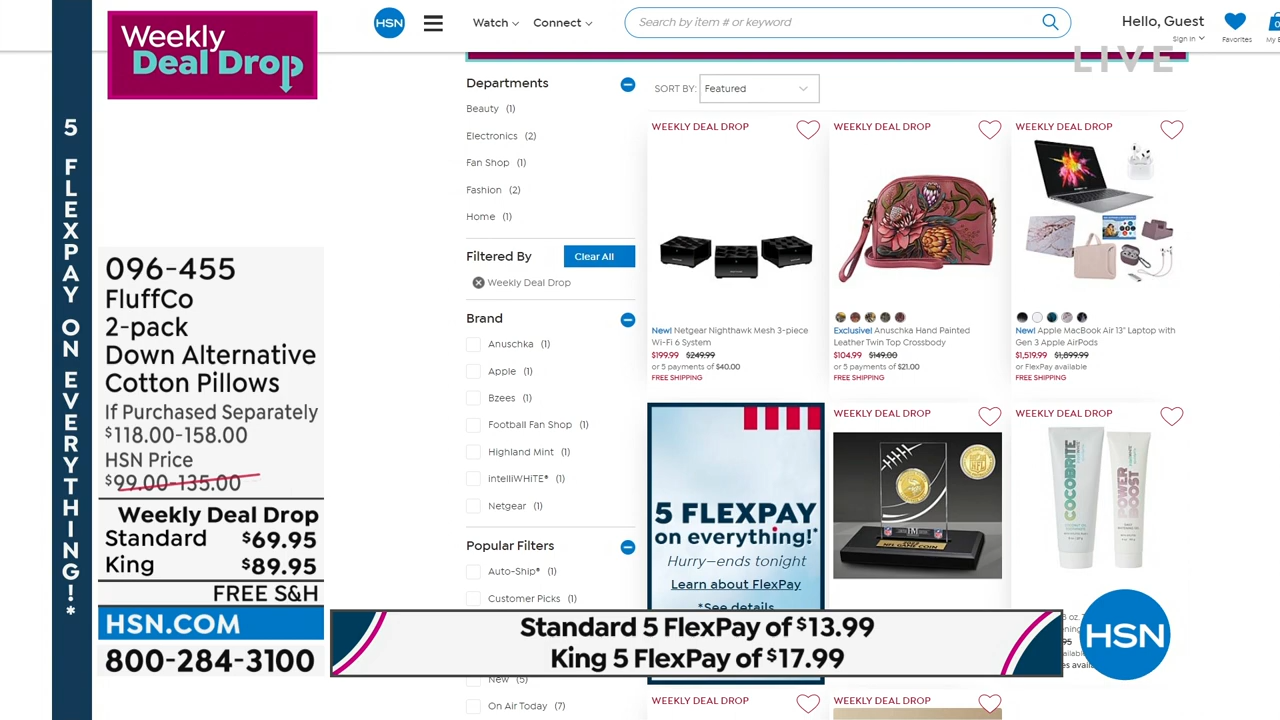 Weekly
Deal Drop
5 FLEXPAY ON EVERYTHING!*
096-455
FluffCo
2-pack
Down Alternative
Cotton Pillows
If Purchased Separately
$118.00-158.00
HSN Price
$99.00-135.00
Weekly Deal Drop
Standard $69.95
King $89.95
FREE S&H
HSN.COM
800-284-3100
HSN
Watch
Connect
Search by item # or keyword
Hello, Guest
Sign In
Favorites
LIVE
Departments
Beauty (1)
Electronics (2)
Fan Shop (1)
Fashion (2)
Home (1)
Filtered By
Clear All
Weekly Deal Drop
Brand
Anuschka (1)
Apple (1)
Bzees (1)
Football Fan Shop (1)
Highland Mint (1)
intelliWHiTE® (1)
Netgear (1)
Popular Filters
Auto-Ship® (1)
Customer Picks (1)
New (5)
On Air Today (7)
SORT BY: Featured
WEEKLY DEAL DROP
New! Netgear Nighthawk Mesh 3-piece
Wi-Fi 6 System
$199.99 $249.99
or 5 payments of $40.00
FREE SHIPPING
WEEKLY DEAL DROP
Exclusive! Anuschka Hand Painted
Leather Twin Top Crossbody
$104.99 $149.00
or 5 payments of $21.00
FREE SHIPPING
WEEKLY DEAL DROP
New! Apple MacBook Air 13" Laptop with
Gen 3 Apple AirPods
$1,519.99 $1,899.99
or FlexPay available
FREE SHIPPING
5 FLEXPAY
on everything!*
Hurry—ends tonight
Learn about FlexPay
*See details
WEEKLY DEAL DROP
NFL GAME COIN
WEEKLY DEAL DROP
COCOBRITE
POWER
BOOST
WEEKLY DEAL DROP
WEEKLY DEAL DROP
Standard 5 FlexPay of $13.99
King 5 FlexPay of $17.99
HSN